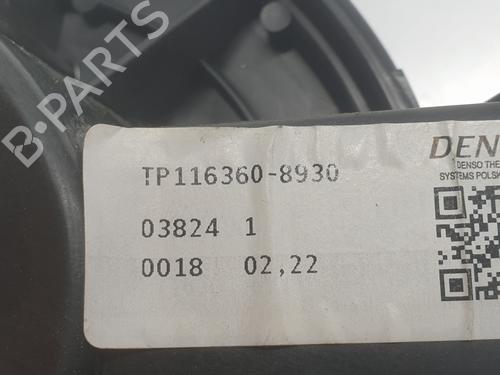 B-PARTS
TP116360-8930
03824 1
0018 02,22
DEN
DENSO THE
SYSTEMS POLSK